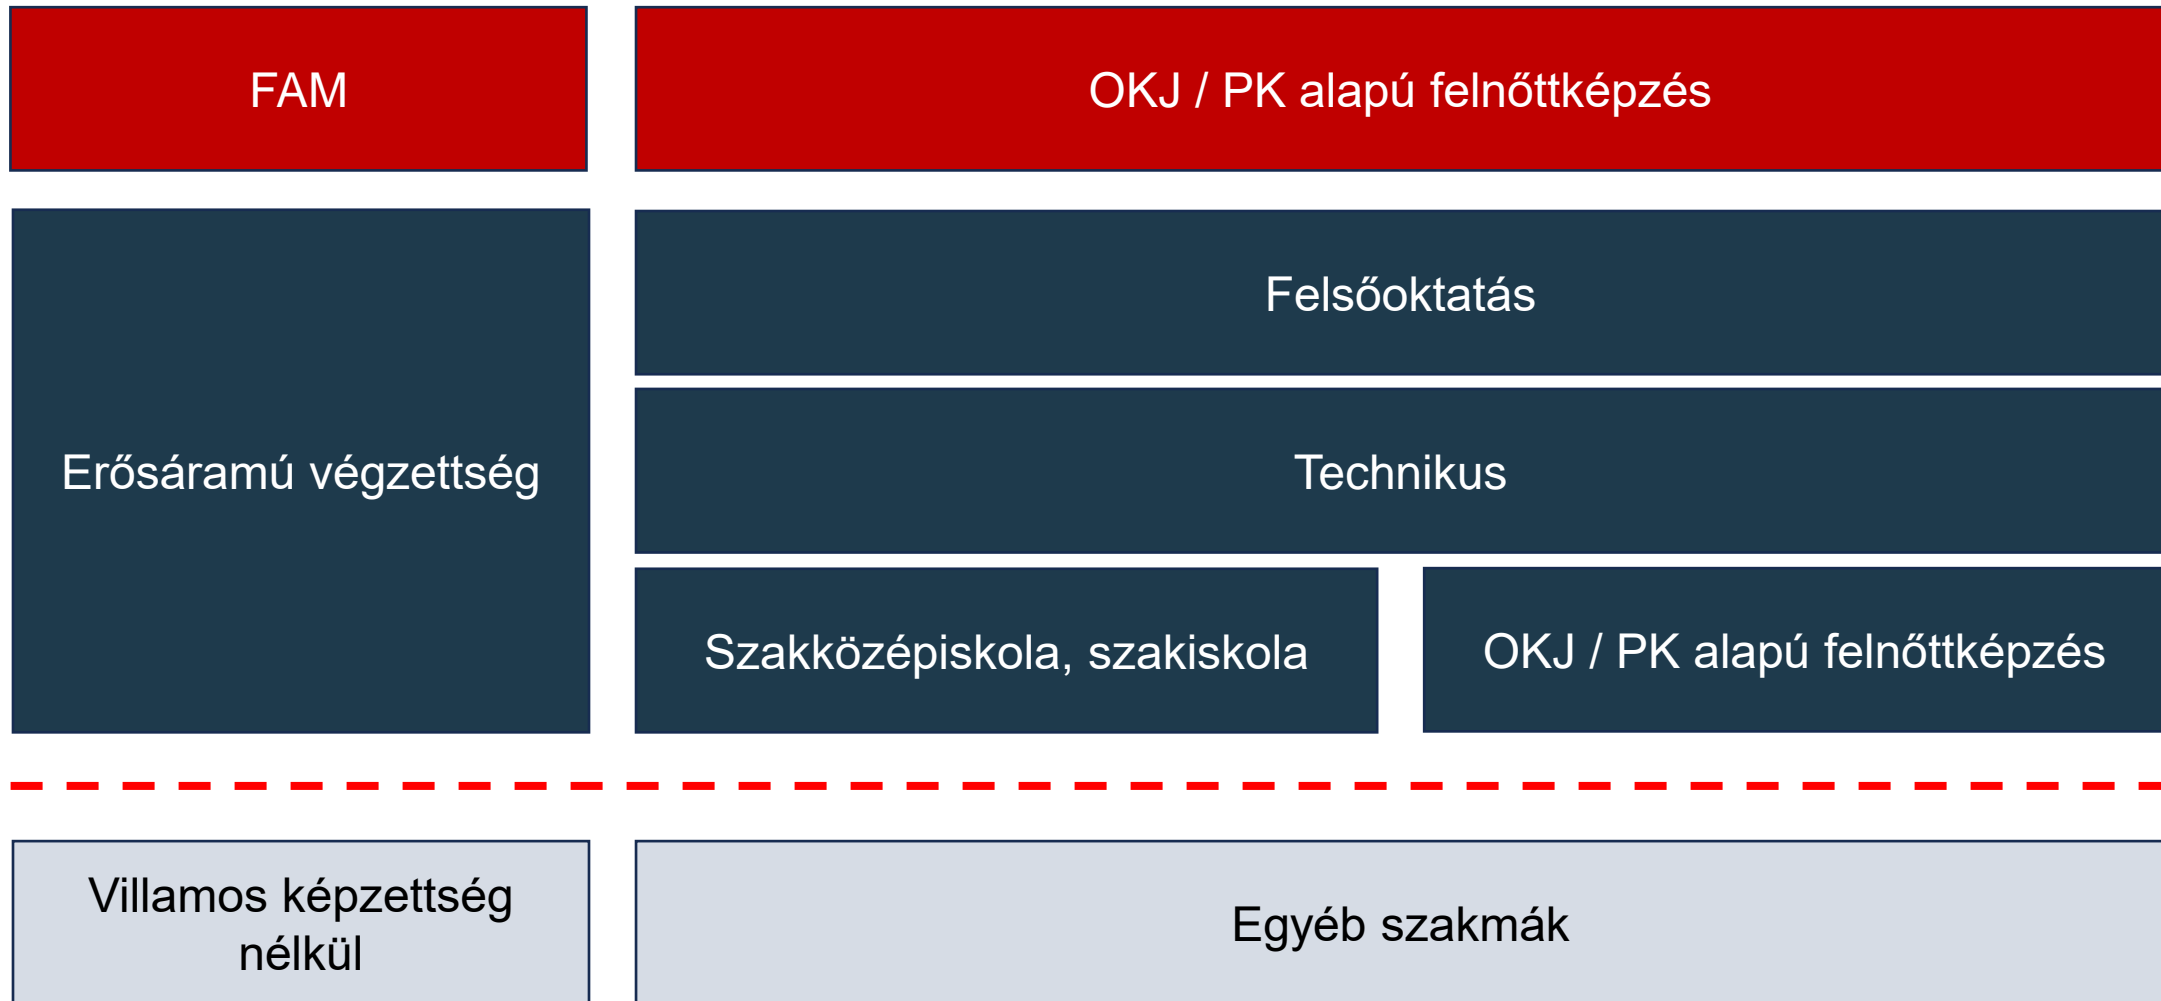 FAM
OKJ / PK alapú felnőttképzés
Erősáramú végzettség
Felsőoktatás
Technikus
Szakközépiskola, szakiskola
OKJ / PK alapú felnőttképzés
Villamos képzettség
nélkül
Egyéb szakmák